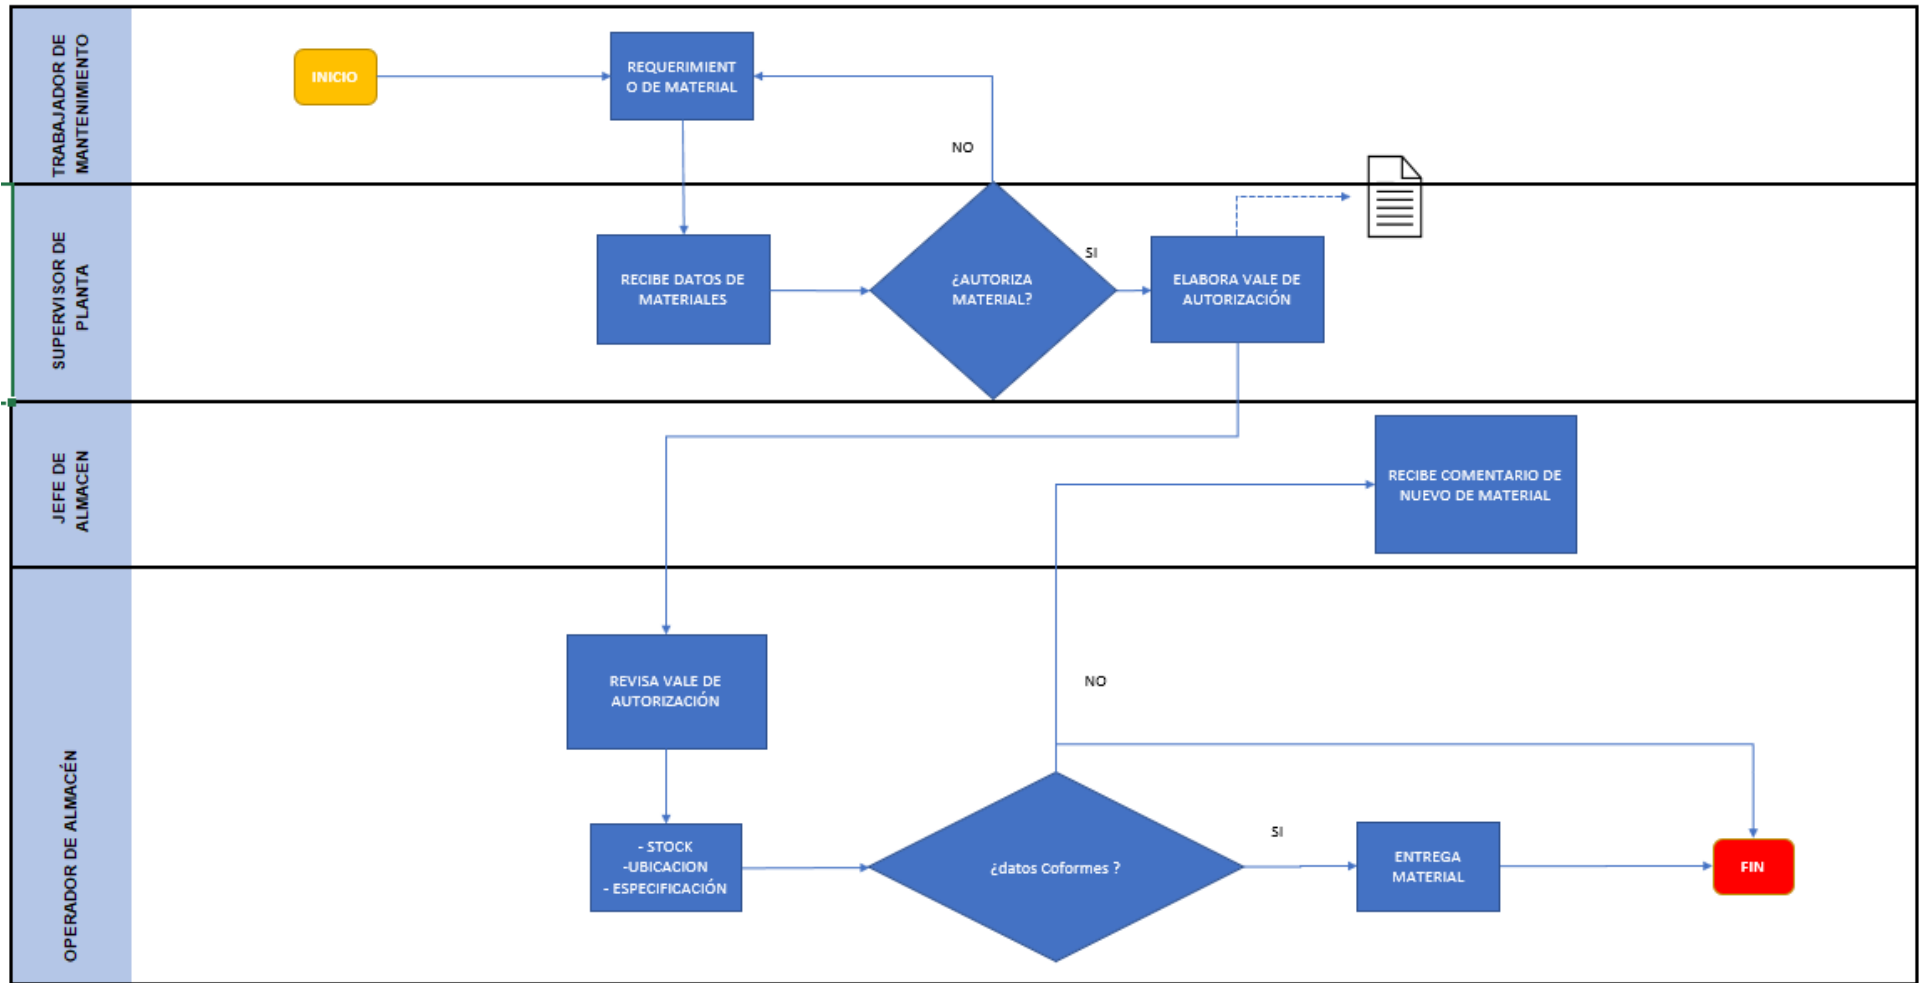 TRABAJADOR DE
MANTENIMIENTO
INICIO
REQUERIMIENT
O DE MATERIAL
NO
SUPERVISOR DE
PLANTA
RECIBE DATOS DE
MATERIALES
¿AUTORIZA
MATERIAL?
SI
ELABORA VALE DE
AUTORIZACIÓN
JEFE DE
ALMACEN
RECIBE COMENTARIO DE
NUEVO DE MATERIAL
OPERADOR DE ALMACÉN
REVISA VALE DE
AUTORIZACIÓN
NO
- STOCK
-UBICACION
- ESPECIFICACIÓN
¿datos Coformes ?
SI
ENTREGA
MATERIAL
FIN